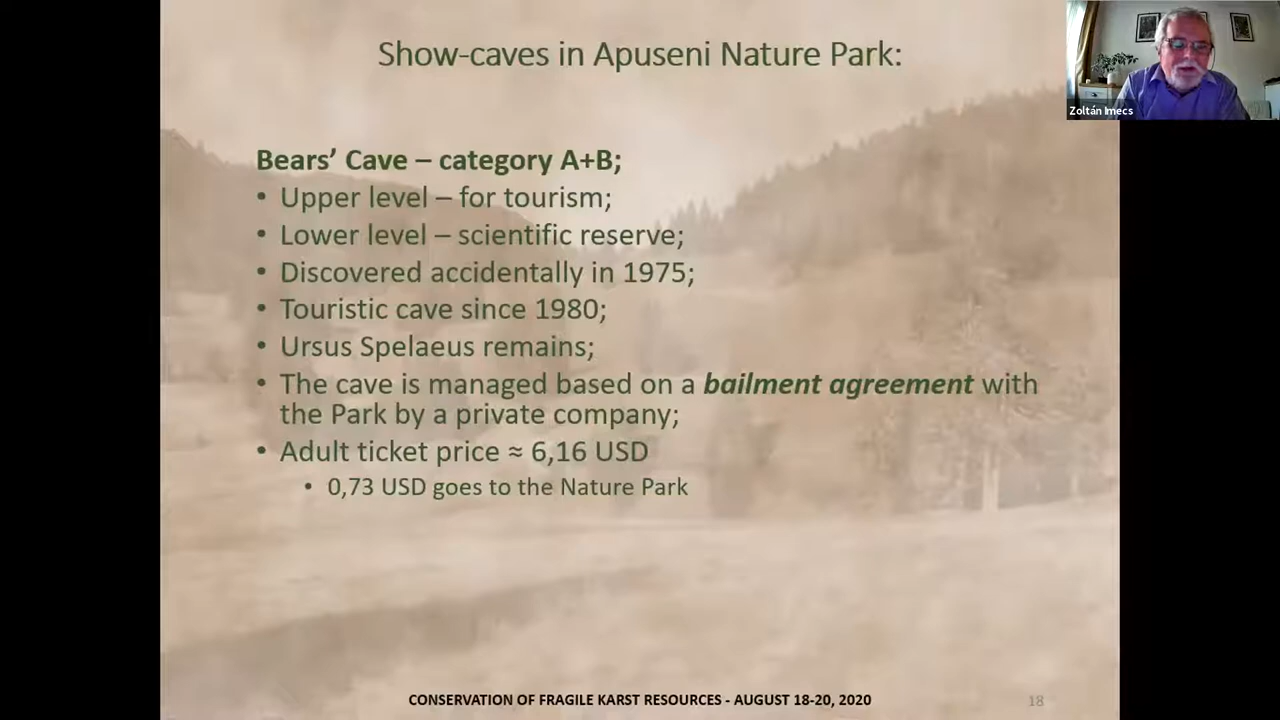 Show-caves in Apuseni Nature Park:
Zoltán Imecs
Bears’ Cave – category A+B;
• Upper level – for tourism;
• Lower level – scientific reserve;
• Discovered accidentally in 1975;
• Touristic cave since 1980;
• Ursus Spelaeus remains;
• The cave is managed based on a bailment agreement with
the Park by a private company;
• Adult ticket price ≈ 6,16 USD
• 0,73 USD goes to the Nature Park
CONSERVATION OF FRAGILE KARST RESOURCES - AUGUST 18-20, 2020
18